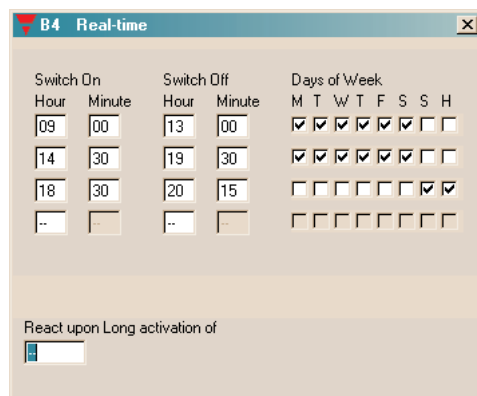 B4 Real-time
Switch On Switch Off Days of Week
Hour Minute Hour Minute M T W T F S S H
09 00 13 00
14 30 19 30
18 30 20 15
-- -- -- --
React upon Long activation of
--